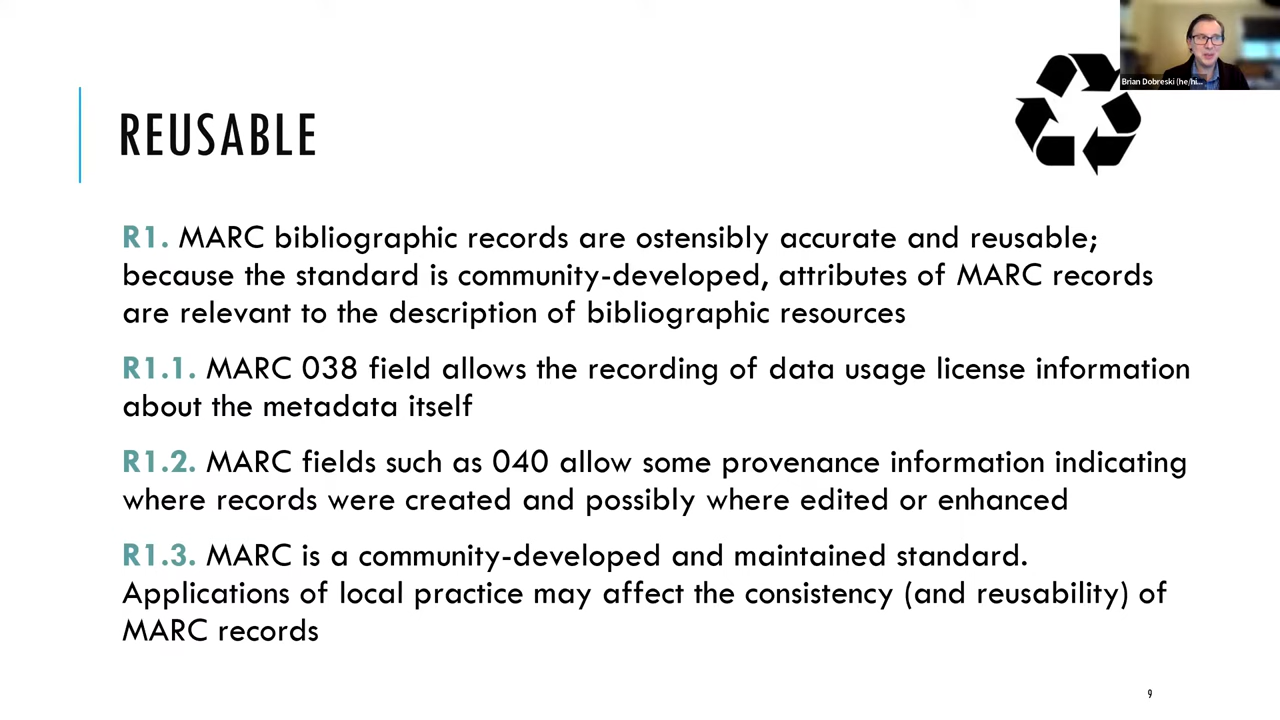 Brian Dobreski (he/hi...
REUSABLE
R1. MARC bibliographic records are ostensibly accurate and reusable;
because the standard is community-developed, attributes of MARC records
are relevant to the description of bibliographic resources
R1.1. MARC 038 field allows the recording of data usage license information
about the metadata itself
R1.2. MARC fields such as 040 allow some provenance information indicating
where records were created and possibly where edited or enhanced
R1.3. MARC is a community-developed and maintained standard.
Applications of local practice may affect the consistency (and reusability) of
MARC records
9